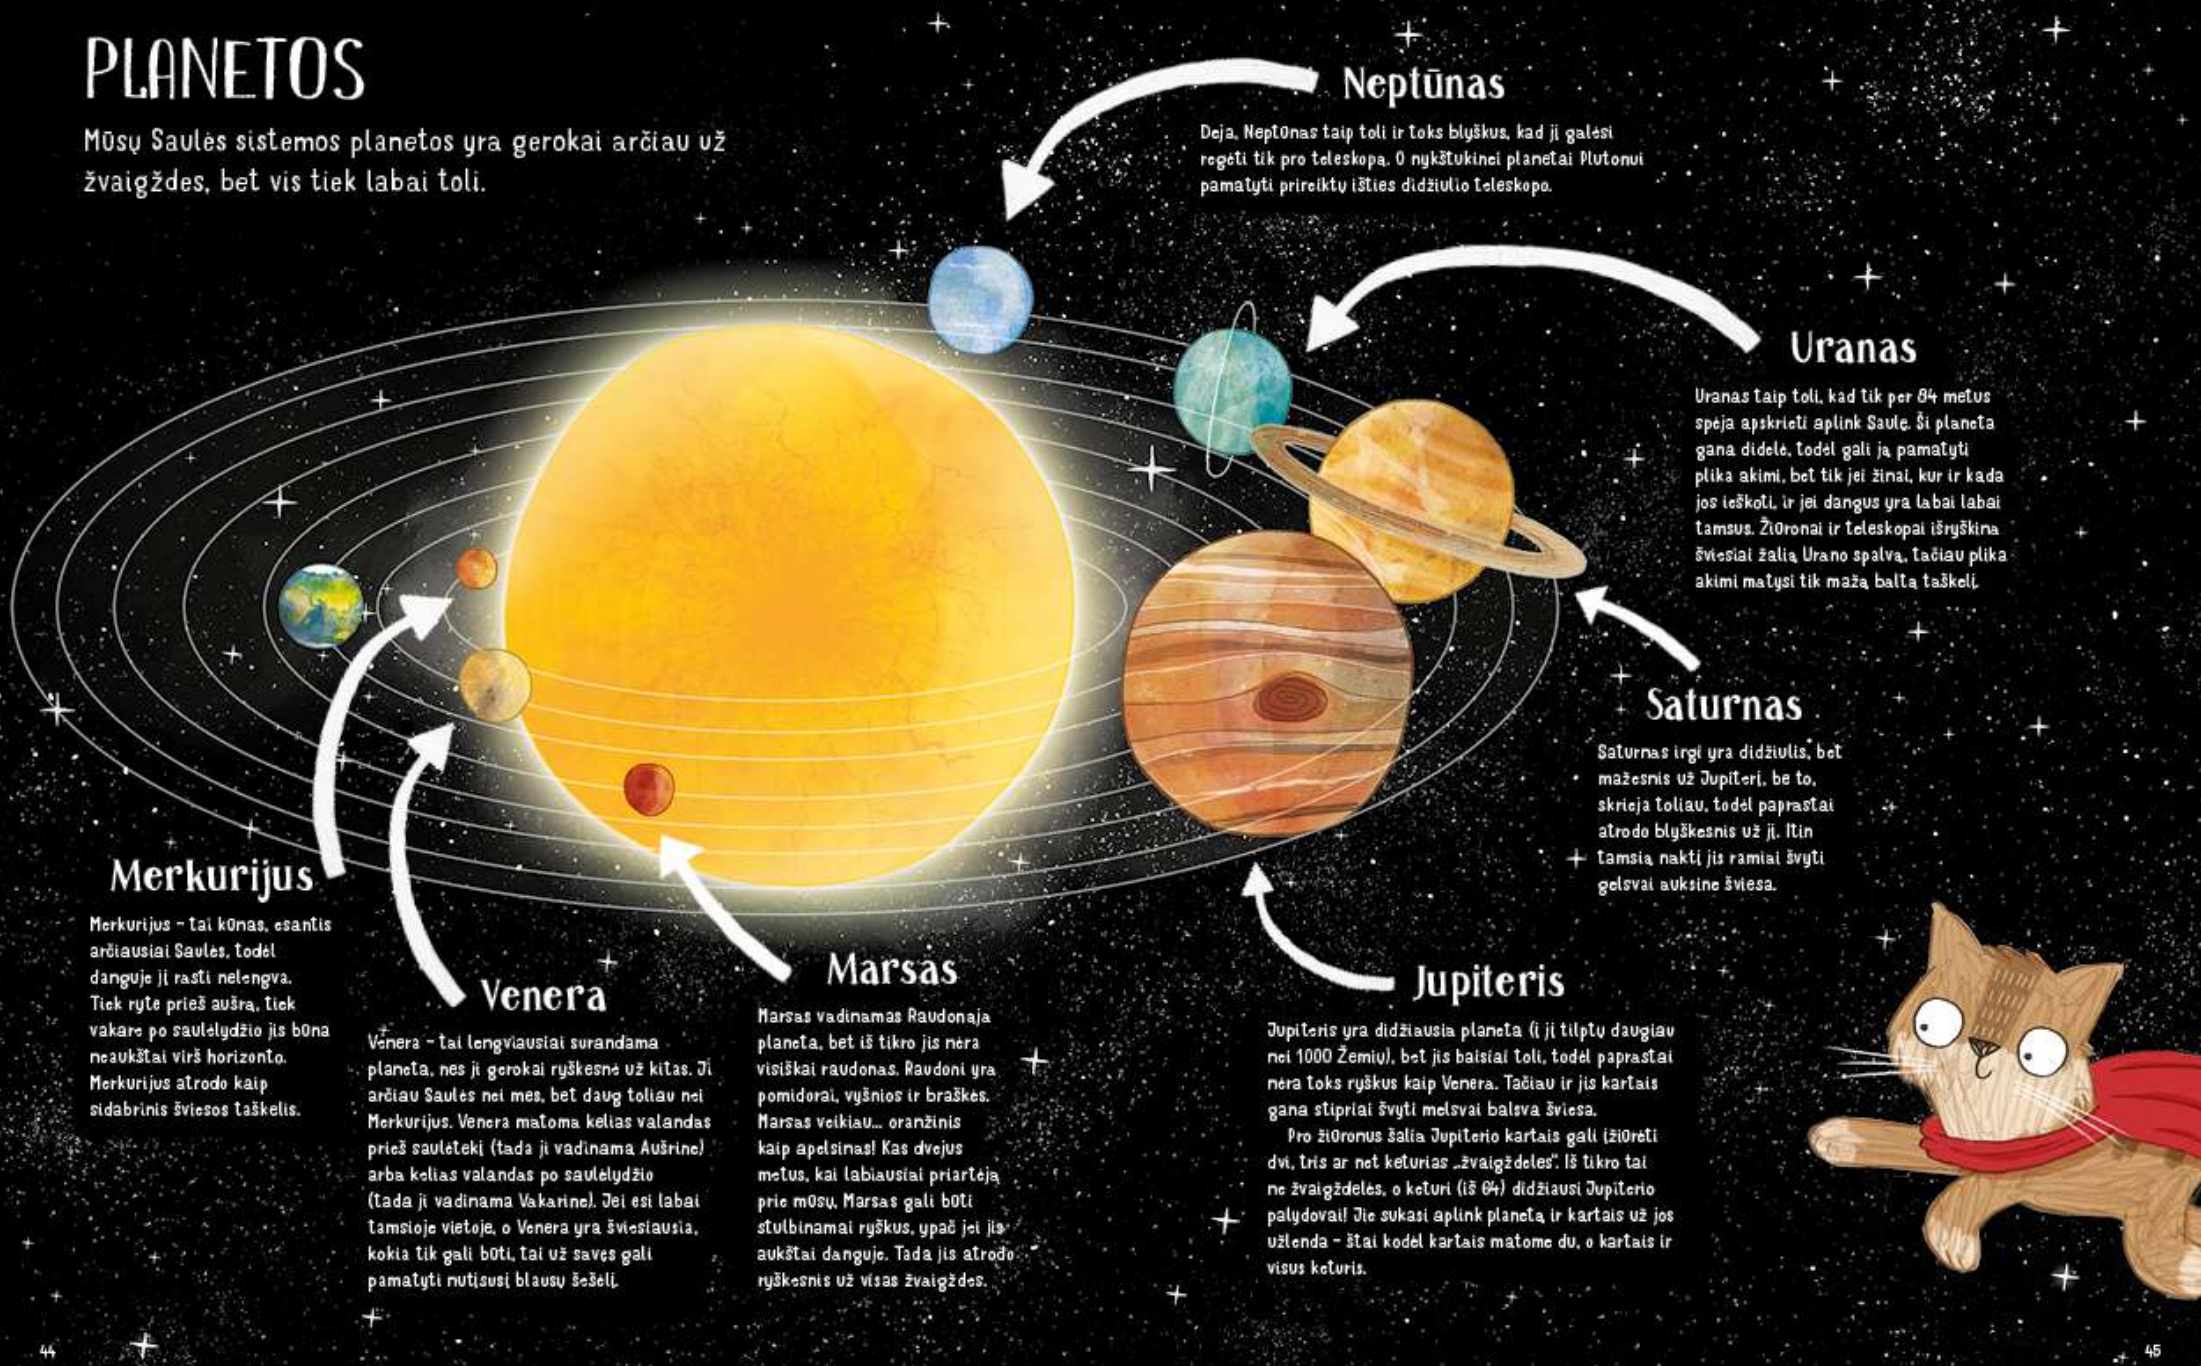 PLANETOS
Mūsų Saulės sistemos planetos yra gerokai arčiau už
žvaigždes, bet vis tiek labai toli.
Neptūnas
Deja, Neptūnas taip toli ir toks blyškus, kad jį galėsi
regėti tik pro teleskopą. O nykštukinei planetai Plutonui
pamatyti prireiktų išties didžiulio teleskopo.
Uranas
Uranas taip toli, kad tik per 84 metus
spėja apskrieti aplink Saulę. Ši planeta
gana didelė, todėl gali ją pamatyti
plika akimi, bet tik jei žinai, kur ir kada
jos ieškoti, ir jei dangus yra labai labai
tamsus. Žiūronai ir teleskopai išryškina
šviesiai žalią Urano spalvą, tačiau plika
akimi matysi tik mažą baltą taškelį.
Saturnas
Saturnas irgi yra didžiulis, bet
mažesnis už Jupiterį, be to,
skrieja toliau, todėl paprastai
atrodo blyškesnis už jį. Itin
tamsią naktį jis ramiai švyti
gelsvai auksine šviesa.
Merkurijus
Merkurijus – tai kūnas, esantis
arčiausiai Saulės, todėl
danguje jį rasti nelengva.
Tiek ryte prieš aušrą, tiek
vakare po saulėlydžio jis būna
neaukštai virš horizonto.
Merkurijus atrodo kaip
sidabrinis šviesos taškelis.
Venera
Venera – tai lengviausiai surandama
planeta, nes ji gerokai ryškesnė už kitas. Ji
arčiau Saulės nei mes, bet daug toliau nei
Merkurijus. Venera matoma kelias valandas
prieš saulėtekį (tada ji vadinama Aušrine)
arba kelias valandas po saulėlydžio
(tada ji vadinama Vakarine). Jei esi labai
tamsioje vietoje, o Venera yra šviesiausia,
kokia tik gali būti, tai už savęs gali
pamatyti nutįsusį blausų šešėlį.
Marsas
Marsas vadinamas Raudonąja
planeta, bet iš tikro jis nėra
visiškai raudonas. Raudoni yra
pomidorai, vyšnios ir braškės.
Marsas veikiau... oranžinis
kaip apelsinas! Kas dvejus
metus, kai labiausiai priartėja
prie mūsų, Marsas gali būti
stulbinamai ryškus, ypač jei jis
aukštai danguje. Tada jis atrodo
ryškesnis už visas žvaigždes.
Jupiteris
Jupiteris yra didžiausia planeta (į jį tilptų daugiau
nei 1000 Žemių), bet jis baisiai toli, todėl paprastai
nėra toks ryškus kaip Venera. Tačiau ir jis kartais
gana stipriai švyti melsvai balsva šviesa.
Pro žiūronus šalia Jupiterio kartais gali įžiūrėti
dvi, tris ar net keturias „žvaigždeles“. Iš tikro tai
ne žvaigždelės, o keturi (iš 64) didžiausi Jupiterio
palydovai! Jie sukasi aplink planetą ir kartais už jos
užlenda – štai kodėl kartais matome du, o kartais ir
visus keturis.
44
45